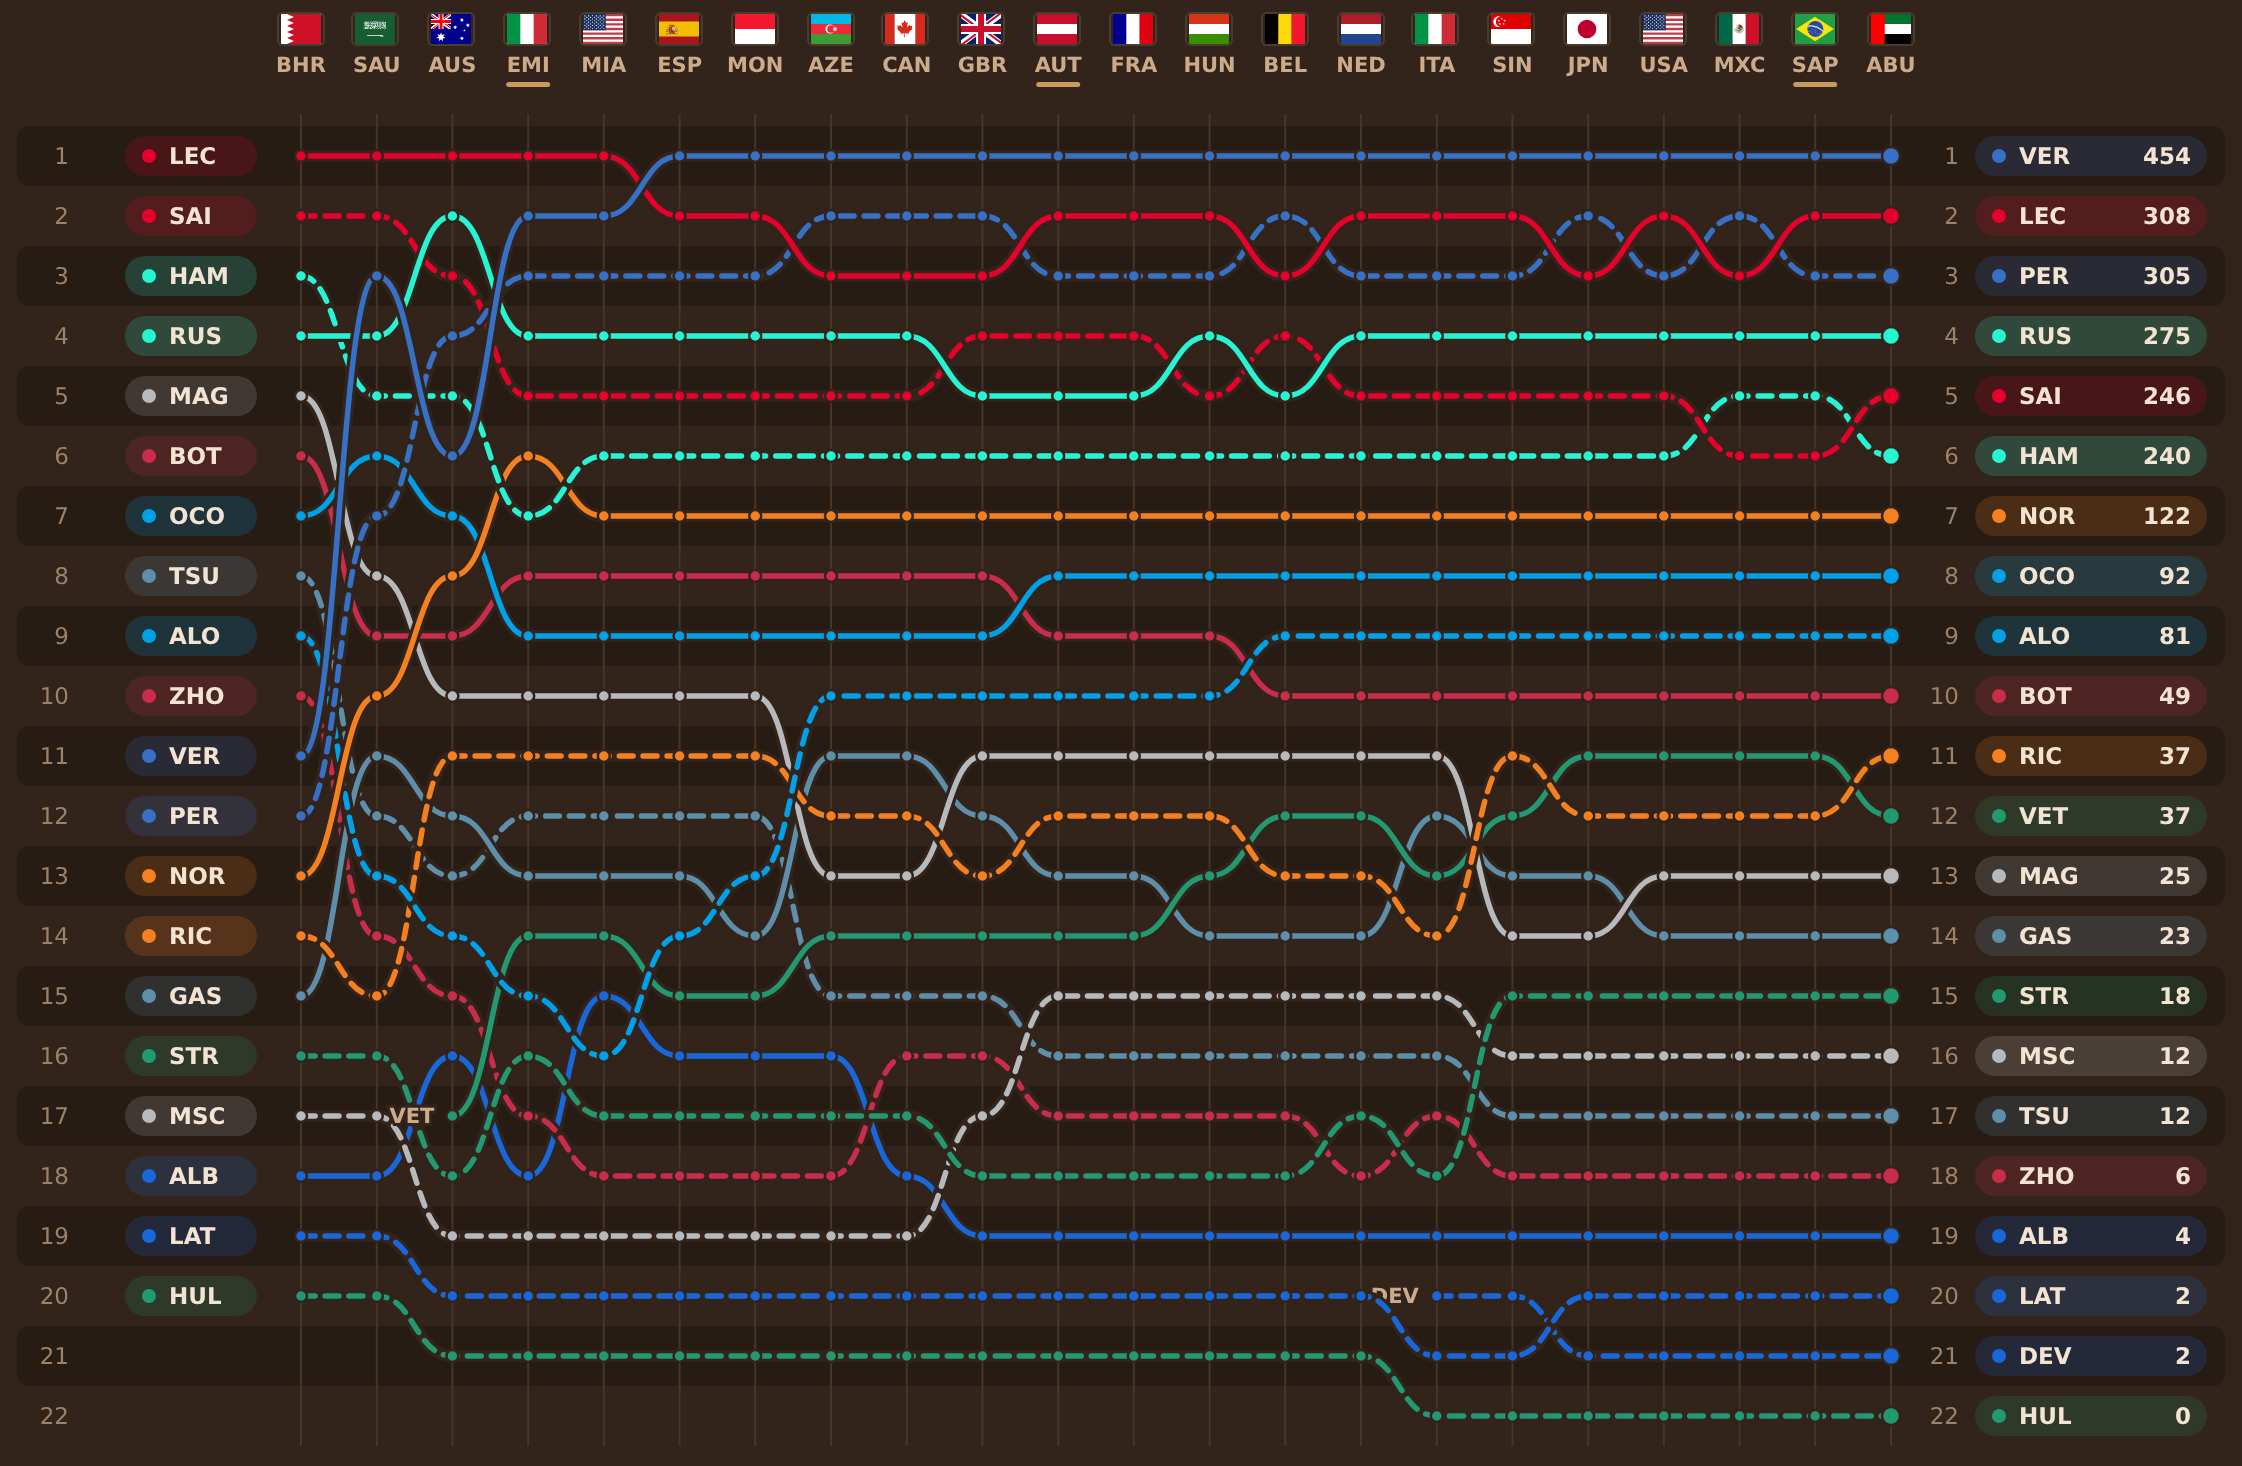 BHR SAU AUS EMI MIA ESP MON AZE CAN GBR AUT FRA HUN BEL NED ITA SIN JPN USA MXC SAP ABU
1 LEC 1 VER 454
2 SAI 2 LEC 308
3 HAM 3 PER 305
4 RUS 4 RUS 275
5 MAG 5 SAI 246
6 BOT 6 HAM 240
7 OCO 7 NOR 122
8 TSU 8 OCO 92
9 ALO 9 ALO 81
10 ZHO 10 BOT 49
11 VER 11 RIC 37
12 PER 12 VET 37
13 NOR 13 MAG 25
14 RIC 14 GAS 23
15 GAS 15 STR 18
16 STR 16 MSC 12
17 MSC VET 17 TSU 12
18 ALB 18 ZHO 6
19 LAT 19 ALB 4
20 HUL DEV 20 LAT 2
21 21 DEV 2
22 22 HUL 0